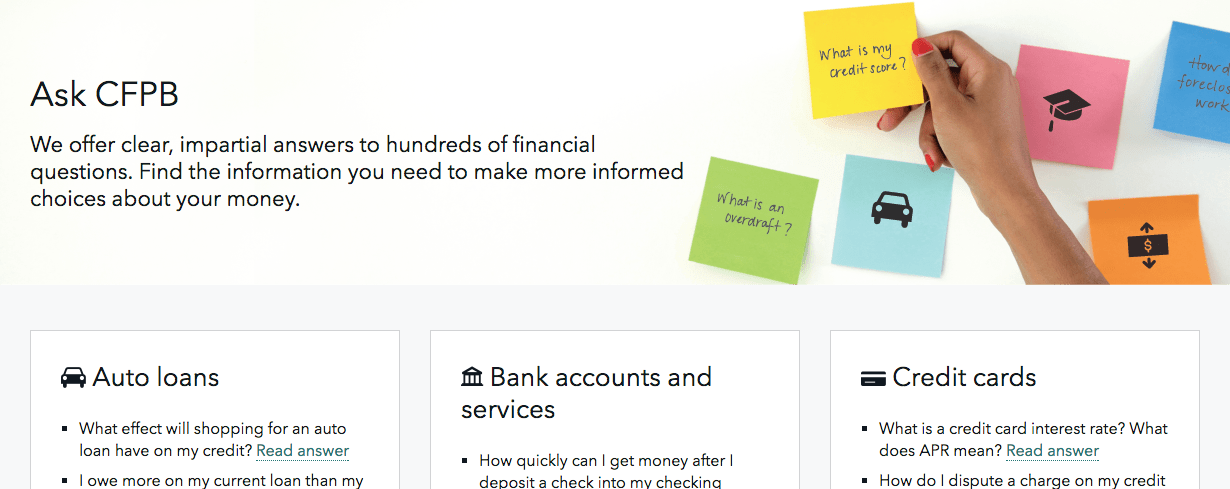 Ask CFPB
We offer clear, impartial answers to hundreds of financial
questions. Find the information you need to make more informed
choices about your money.
What is my
credit score?
How d
foreclos
work
What is an
overdraft?
$
Auto loans
What effect will shopping for an auto
loan have on my credit? Read answer
I owe more on my current loan than my
Bank accounts and
services
How quickly can I get money after I
deposit a check into my checking
Credit cards
What is a credit card interest rate? What
does APR mean? Read answer
How do I dispute a charge on my credit